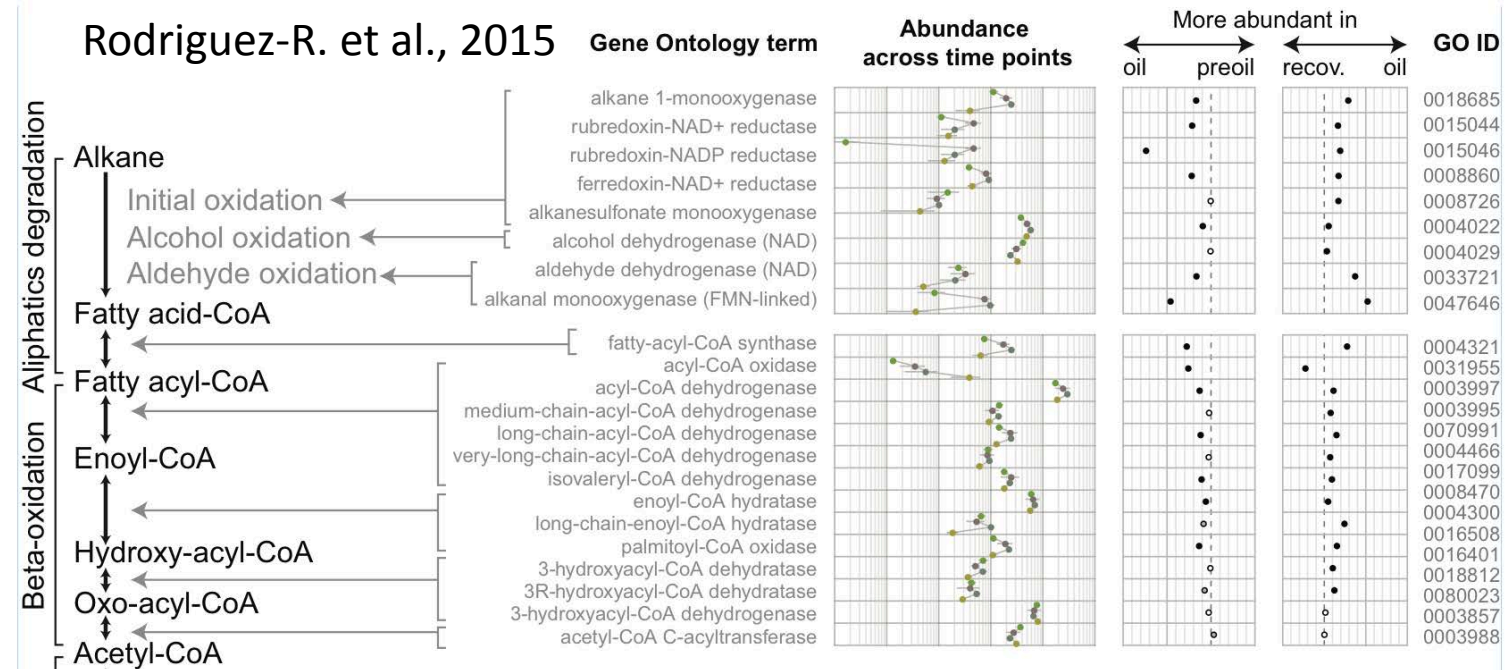 Rodriguez-R. et al., 2015
Gene Ontology term
Abundance
across time points
More abundant in
oil
preoil
recov.
oil
GO ID
Aliphatics degradation
Beta-oxidation
Alkane
Initial oxidation
Alcohol oxidation
Aldehyde oxidation
Fatty acid-CoA
Fatty acyl-CoA
Enoyl-CoA
Hydroxy-acyl-CoA
Oxo-acyl-CoA
Acetyl-CoA
alkane 1-monooxygenase
rubredoxin-NAD+ reductase
rubredoxin-NADP reductase
ferredoxin-NAD+ reductase
alkanesulfonate monooxygenase
alcohol dehydrogenase (NAD)
aldehyde dehydrogenase (NAD)
alkanal monooxygenase (FMN-linked)
fatty-acyl-CoA synthase
acyl-CoA oxidase
acyl-CoA dehydrogenase
medium-chain-acyl-CoA dehydrogenase
long-chain-acyl-CoA dehydrogenase
very-long-chain-acyl-CoA dehydrogenase
isovaleryl-CoA dehydrogenase
enoyl-CoA hydratase
long-chain-enoyl-CoA hydratase
palmitoyl-CoA oxidase
3-hydroxyacyl-CoA dehydratase
3R-hydroxyacyl-CoA dehydratase
3-hydroxyacyl-CoA dehydrogenase
acetyl-CoA C-acyltransferase
0018685
0015044
0015046
0008860
0008726
0004022
0004029
0033721
0047646
0004321
0031955
0003997
0003995
0070991
0004466
0017099
0008470
0004300
0016508
0016401
0018812
0080023
0003857
0003988